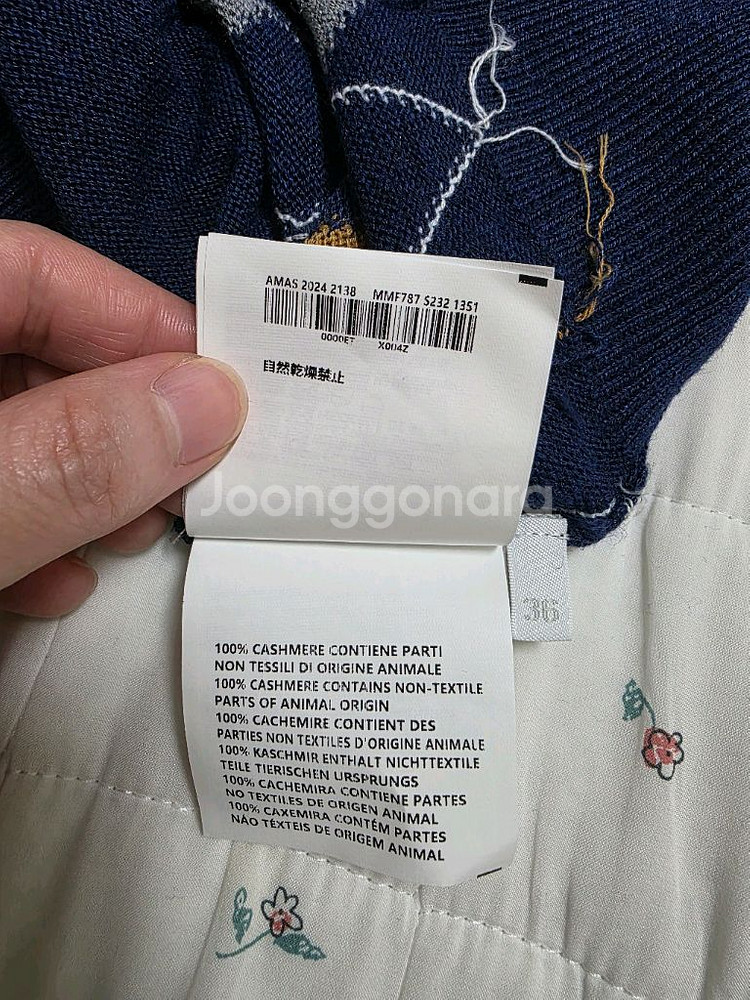 AMAS 2024 2138 MMF787 S232 1351
0000ET X004Z
自然乾燥禁止
Joonggonara
36
100% CASHMERE CONTIENE PARTI
NON TESSILI DI ORIGINE ANIMALE
100% CASHMERE CONTAINS NON-TEXTILE
PARTS OF ANIMAL ORIGIN
100% CACHEMIRE CONTIENT DES
PARTIES NON TEXTILES D'ORIGINE ANIMALE
100% KASCHMIR ENTHALT NICHTTEXTILE
TEILE TIERISCHEN URSPRUNGS
100% CACHEMIRA CONTIENE PARTES
NO TEXTILES DE ORIGEN ANIMAL
100% CAXEMIRA CONTÉM PARTES
NÃO TÉXTEIS DE ORIGEM ANIMAL